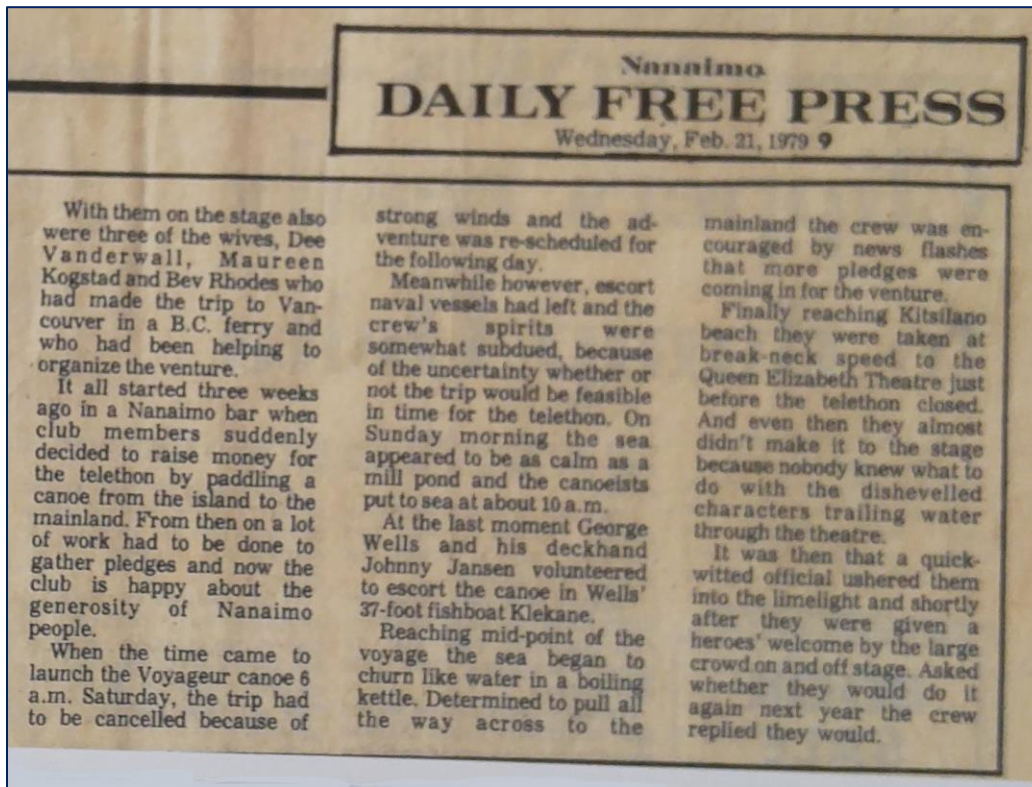 Nanaimo
DAILY FREE PRESS
Wednesday, Feb. 21, 1979 9
With them on the stage also
were three of the wives, Dee
Vanderwall, Maureen
Kogstad and Bev Rhodes who
had made the trip to Van-
couver in a B.C. ferry and
who had been helping to
organize the venture.
It all started three weeks
ago in a Nanaimo bar when
club members suddenly
decided to raise money for
the telethon by paddling a
canoe from the island to the
mainland. From then on a lot
of work had to be done to
gather pledges and now the
club is happy about the
generosity of Nanaimo
people.
When the time came to
launch the Voyageur canoe 6
a.m. Saturday, the trip had
to be cancelled because of
strong winds and the ad-
venture was re-scheduled for
the following day.
Meanwhile however, escort
naval vessels had left and the
crew's spirits were
somewhat subdued, because
of the uncertainty whether or
not the trip would be feasible
in time for the telethon. On
Sunday morning the sea
appeared to be as calm as a
mill pond and the canoeists
put to sea at about 10 a.m.
At the last moment George
Wells and his deckhand
Johnny Jansen volunteered
to escort the canoe in Wells'
37-foot fishboat Klekane.
Reaching mid-point of the
voyage the sea began to
churn like water in a boiling
kettle. Determined to pull all
the way across to the
mainland the crew was en-
couraged by news flashes
that more pledges were
coming in for the venture.
Finally reaching Kitsilano
beach they were taken at
break-neck speed to the
Queen Elizabeth Theatre just
before the telethon closed.
And even then they almost
didn't make it to the stage
because nobody knew what to
do with the dishevelled
characters trailing water
through the theatre.
It was then that a quick-
witted official ushered them
into the limelight and shortly
after they were given a
heroes' welcome by the large
crowd on and off stage. Asked
whether they would do it
again next year the crew
replied they would.